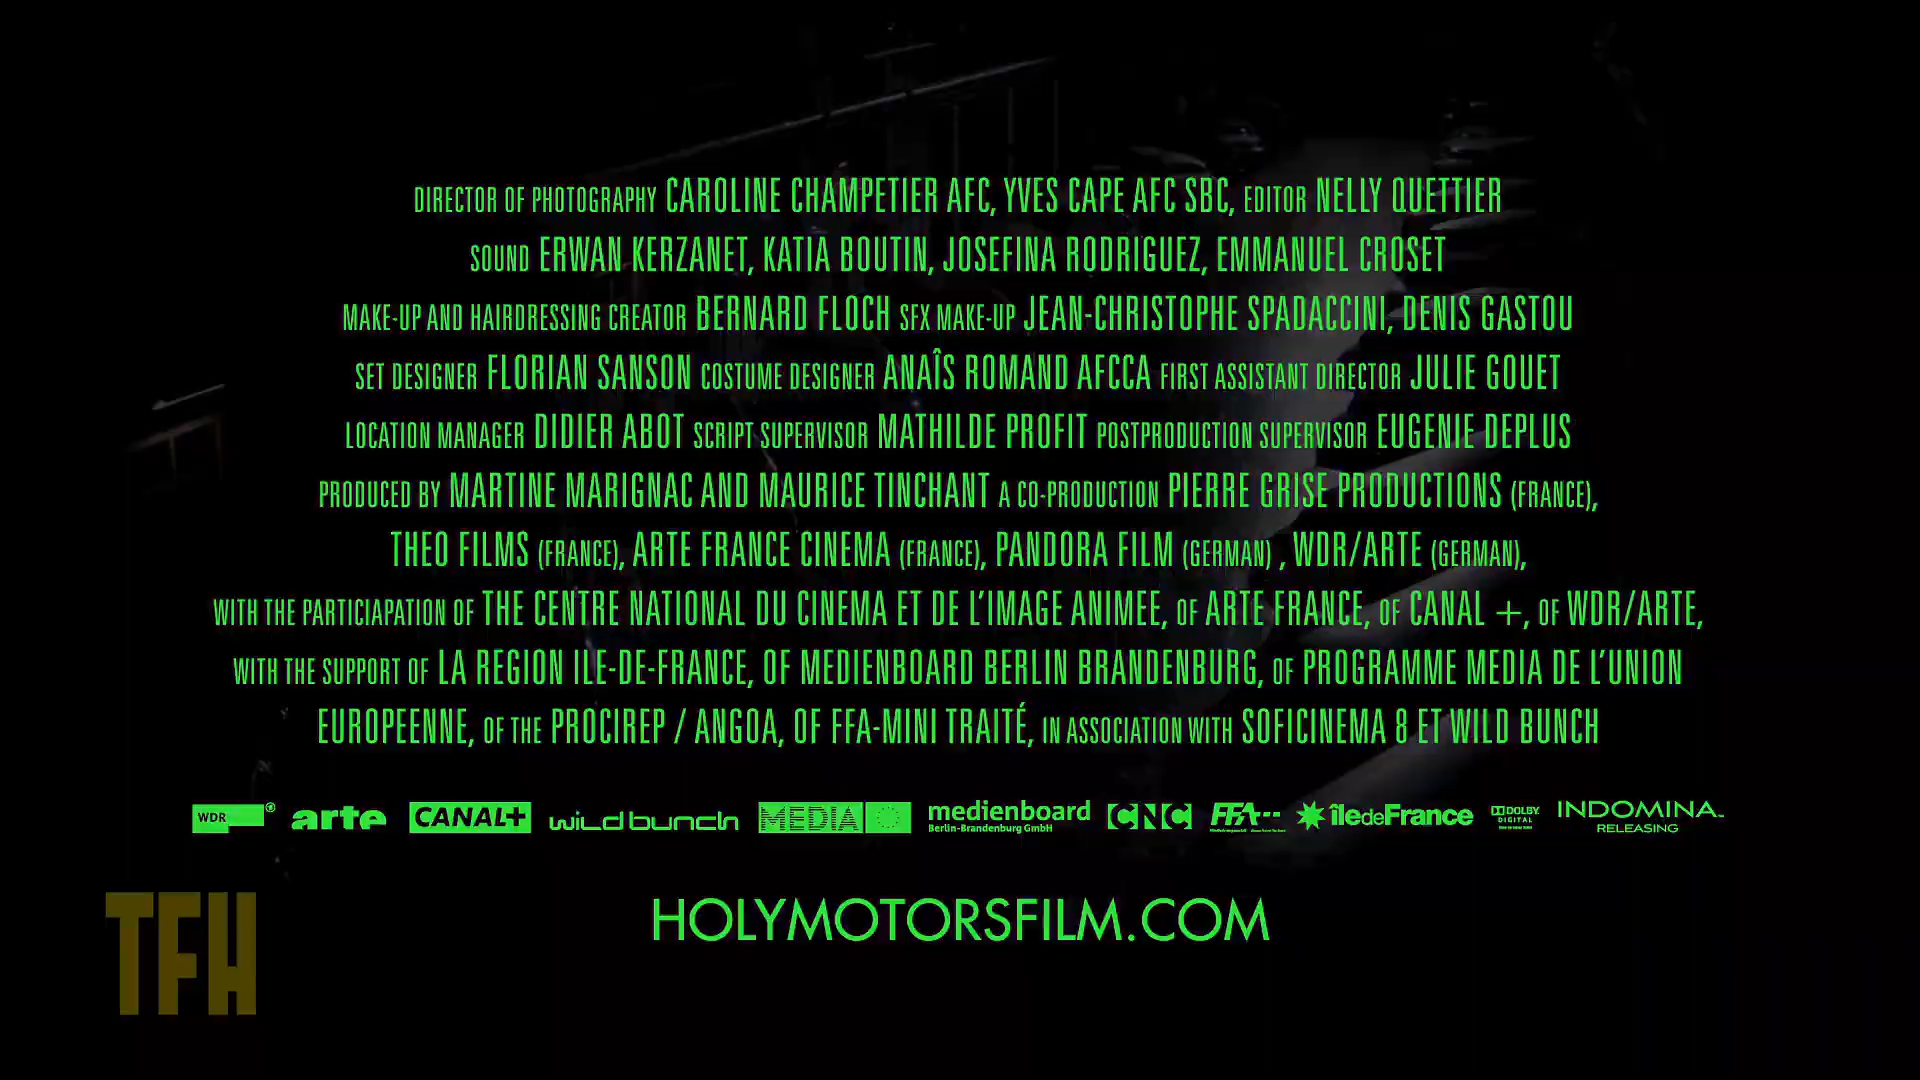 DIRECTOR OF PHOTOGRAPHY CAROLINE CHAMPETIER AFC, YVES CAPE AFC SBC, EDITOR NELLY QUETTIER
SOUND ERWAN KERZANET, KATIA BOUTIN, JOSEFINA RODRIGUEZ, EMMANUEL CROSET
MAKE-UP AND HAIRDRESSING CREATOR BERNARD FLOCH SFX MAKE-UP JEAN-CHRISTOPHE SPADACCINI, DENIS GASTOU
SET DESIGNER FLORIAN SANSON COSTUME DESIGNER ANAÎS ROMAND AFCCA FIRST ASSISTANT DIRECTOR JULIE GOUET
LOCATION MANAGER DIDIER ABOT SCRIPT SUPERVISOR MATHILDE PROFIT POSTPRODUCTION SUPERVISOR EUGENIE DEPLUS
PRODUCED BY MARTINE MARIGNAC AND MAURICE TINCHANT A CO-PRODUCTION PIERRE GRISE PRODUCTIONS (FRANCE),
THEO FILMS (FRANCE), ARTE FRANCE CINEMA (FRANCE), PANDORA FILM (GERMAN) , WDR/ARTE (GERMAN),
WITH THE PARTICIAPATION OF THE CENTRE NATIONAL DU CINEMA ET DE L'IMAGE ANIMEE, OF ARTE FRANCE, OF CANAL +, OF WDR/ARTE,
WITH THE SUPPORT OF LA REGION ILE-DE-FRANCE, OF MEDIENBOARD BERLIN BRANDENBURG, OF PROGRAMME MEDIA DE L'UNION
EUROPEENNE, OF THE PROCIREP / ANGOA, OF FFA-MINI TRAITÉ, IN ASSOCIATION WITH SOFICINEMA 8 ET WILD BUNCH
WDR arte CANAL+ wild bunch MEDIA medienboard Berlin-Brandenburg GmbH CNC FFA îledeFrance DOLBY DIGITAL INDOMINA RELEASING
HOLYMOTORSFILM.COM
TFH